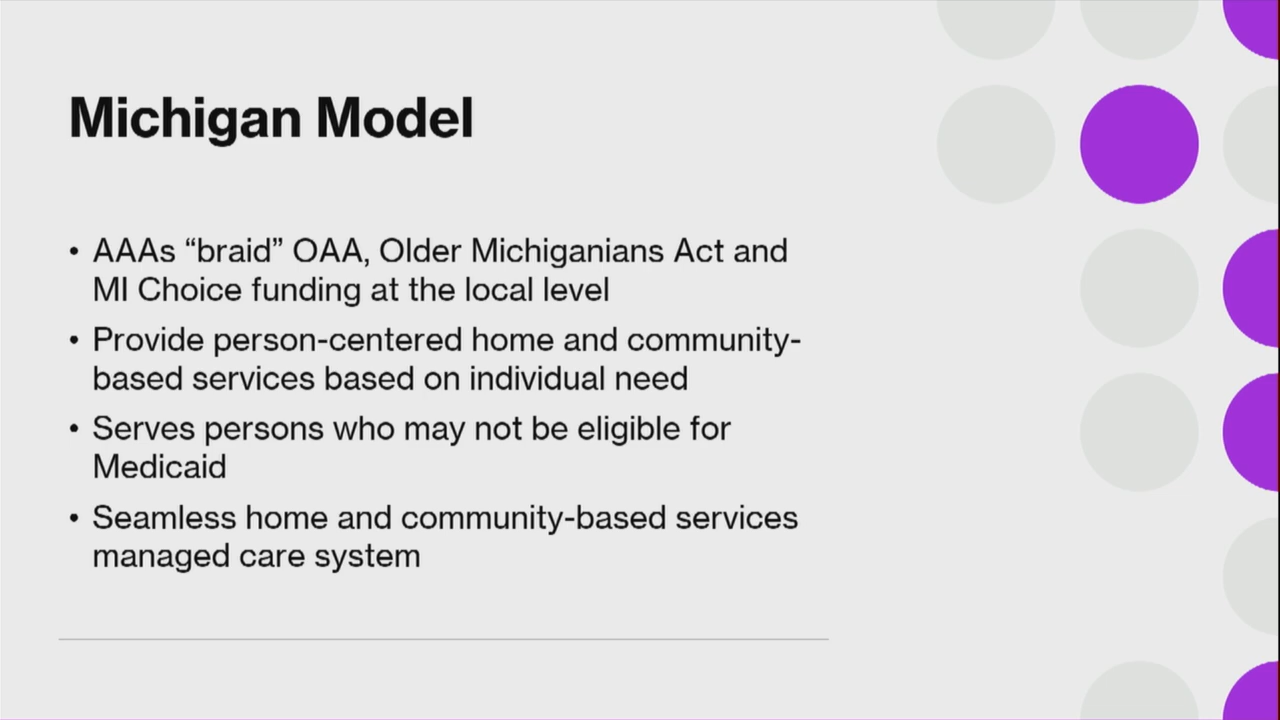 Michigan Model
• AAAs “braid” OAA, Older Michiganians Act and
MI Choice funding at the local level
• Provide person-centered home and community-
based services based on individual need
• Serves persons who may not be eligible for
Medicaid
• Seamless home and community-based services
managed care system